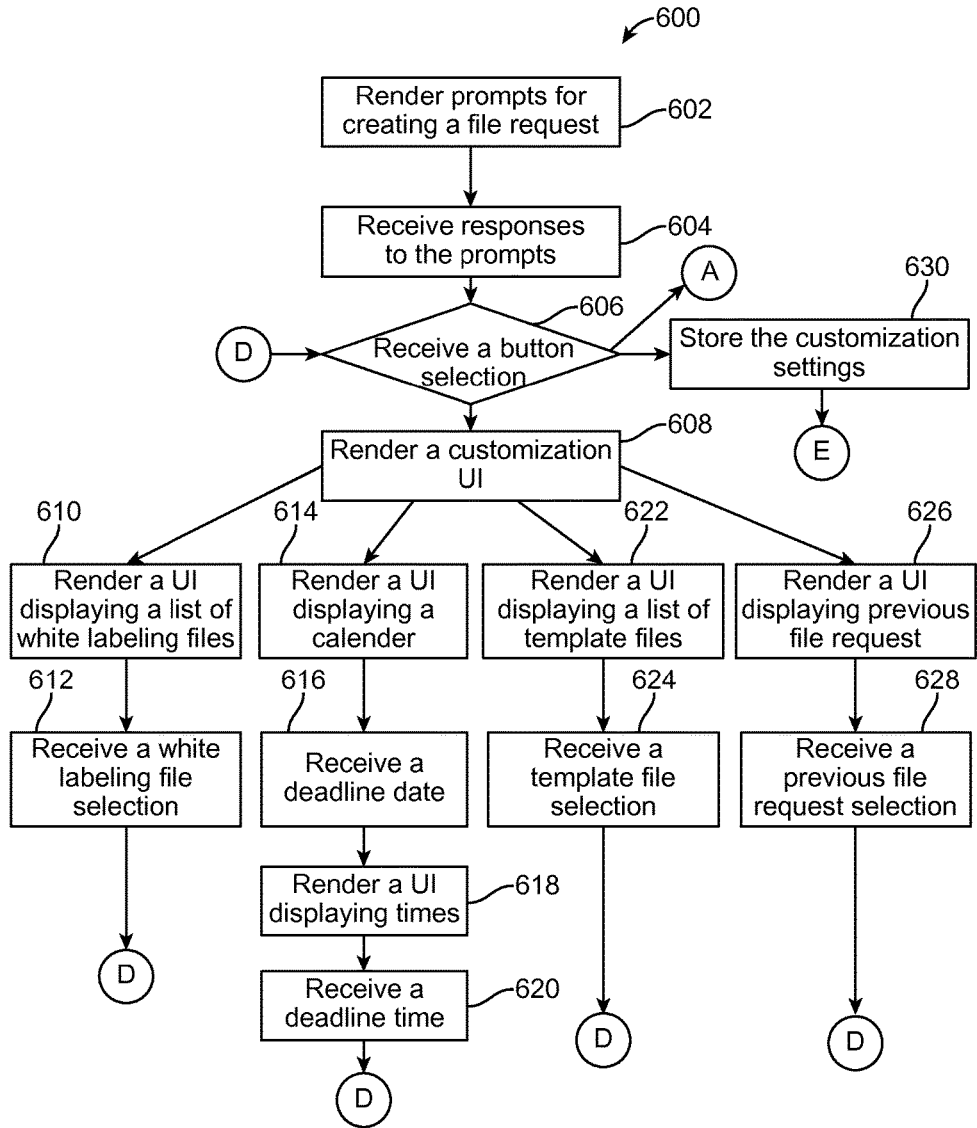 600
Render prompts for
creating a file request
602
Receive responses
to the prompts
604
A
606
630
D
Receive a button
selection
Store the customization
settings
608
E
Render a customization
UI
610
614
622
626
Render a UI
displaying a list of
white labeling files
Render a UI
displaying a
calender
Render a UI
displaying a list of
template files
Render a UI
displaying previous
file request
612
616
624
628
Receive a white
labeling file
selection
Receive a
deadline date
Receive a
template file
selection
Receive a
previous file
request selection
Render a UI
displaying times
618
D
Receive a
deadline time
620
D
D
D